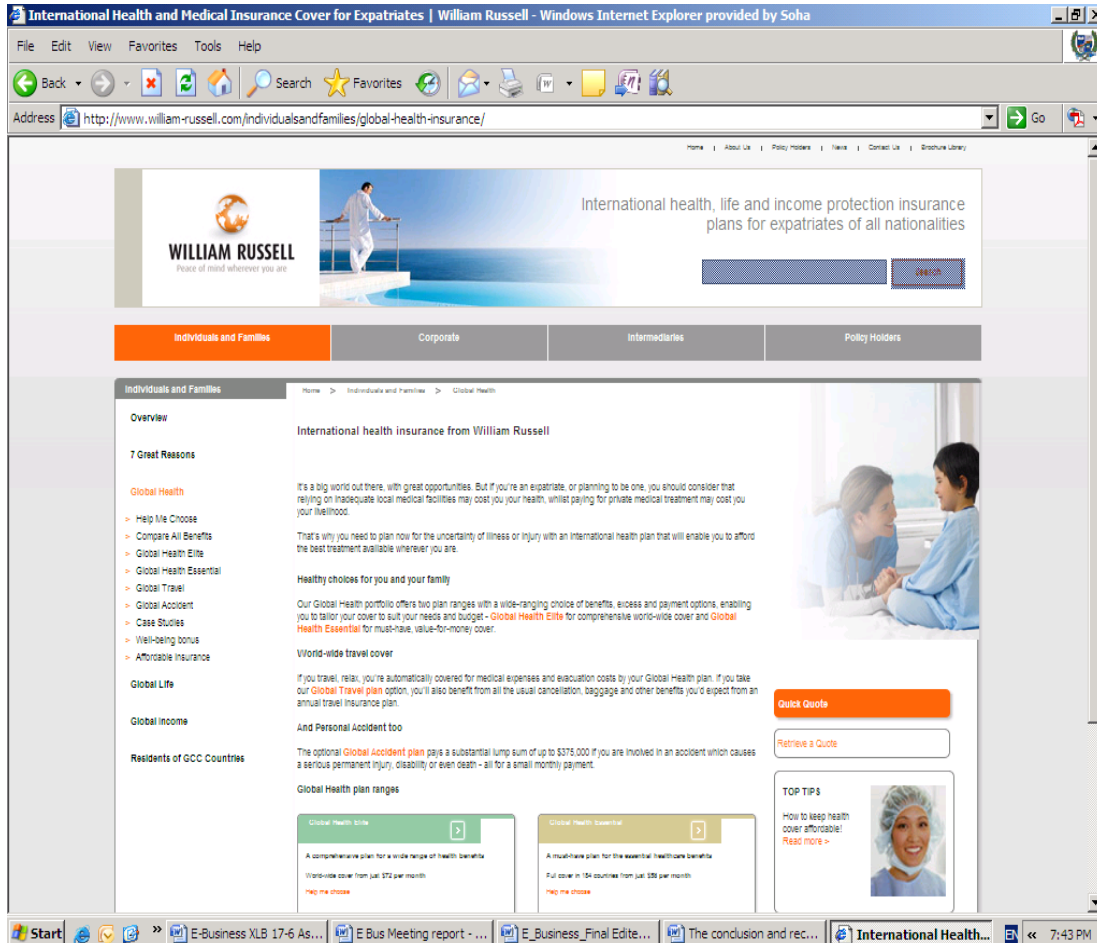 International Health and Medical Insurance Cover for Expatriates | William Russell - Windows Internet Explorer provided by Soha
File Edit View Favorites Tools Help
Back Search Favorites
Address http://www.william-russell.com/individualsandfamilies/global-health-insurance/ Go
Home | About Us | Policy Holders | News | Contact Us | Brochure Library
WILLIAM RUSSELL
Peace of mind wherever you are
International health, life and income protection insurance
plans for expatriates of all nationalities
Search
Individuals and Families Corporate Intermediaries Policy Holders
Individuals and Families
Overview
7 Great Reasons
Global Health
> Help Me Choose
> Compare All Benefits
> Global Health Elite
> Global Health Essential
> Global Travel
> Global Accident
> Case Studies
> Well-being bonus
> Affordable Insurance
Global Life
Global Income
Residents of GCC Countries
Home > Individuals and Families > Global Health
International health insurance from William Russell
It's a big world out there, with great opportunities. But if you're an expatriate, or planning to be one, you should consider that
relying on inadequate local medical facilities may cost you your health, whilst paying for private medical treatment may cost you
your livelihood.
That's why you need to plan now for the uncertainty of illness or injury with an international health plan that will enable you to afford
the best treatment available wherever you are.
Healthy choices for you and your family
Our Global Health portfolio offers two plan ranges with a wide-ranging choice of benefits, excess and payment options, enabling
you to tailor your cover to suit your needs and budget - Global Health Elite for comprehensive world-wide cover and Global
Health Essential for must-have, value-for-money cover.
World-wide travel cover
If you travel, relax, you're automatically covered for medical expenses and evacuation costs by your Global Health plan. If you take
our Global Travel plan option, you'll also benefit from all the usual cancellation, baggage and other benefits you'd expect from an
annual travel insurance plan.
And Personal Accident too
The optional Global Accident plan pays a substantial lump sum of up to $375,000 if you are involved in an accident which causes
a serious permanent injury, disability or even death - all for a small monthly payment.
Global Health plan ranges
Global Health Elite
A comprehensive plan for a wide range of health benefits
World-wide cover from just $72 per month
Help me choose
Global Health Essential
A must-have plan for the essential healthcare benefits
Full cover in 184 countries from just $56 per month
Help me choose
Quick Quote
Retrieve a Quote
TOP TIPS
How to keep health
cover affordable!
Read more >
Start » E-Business XLB 17-6 As... E Bus Meeting report - ... E_Business_Final Edite... The conclusion and rec... International Health... EN « 7:43 PM